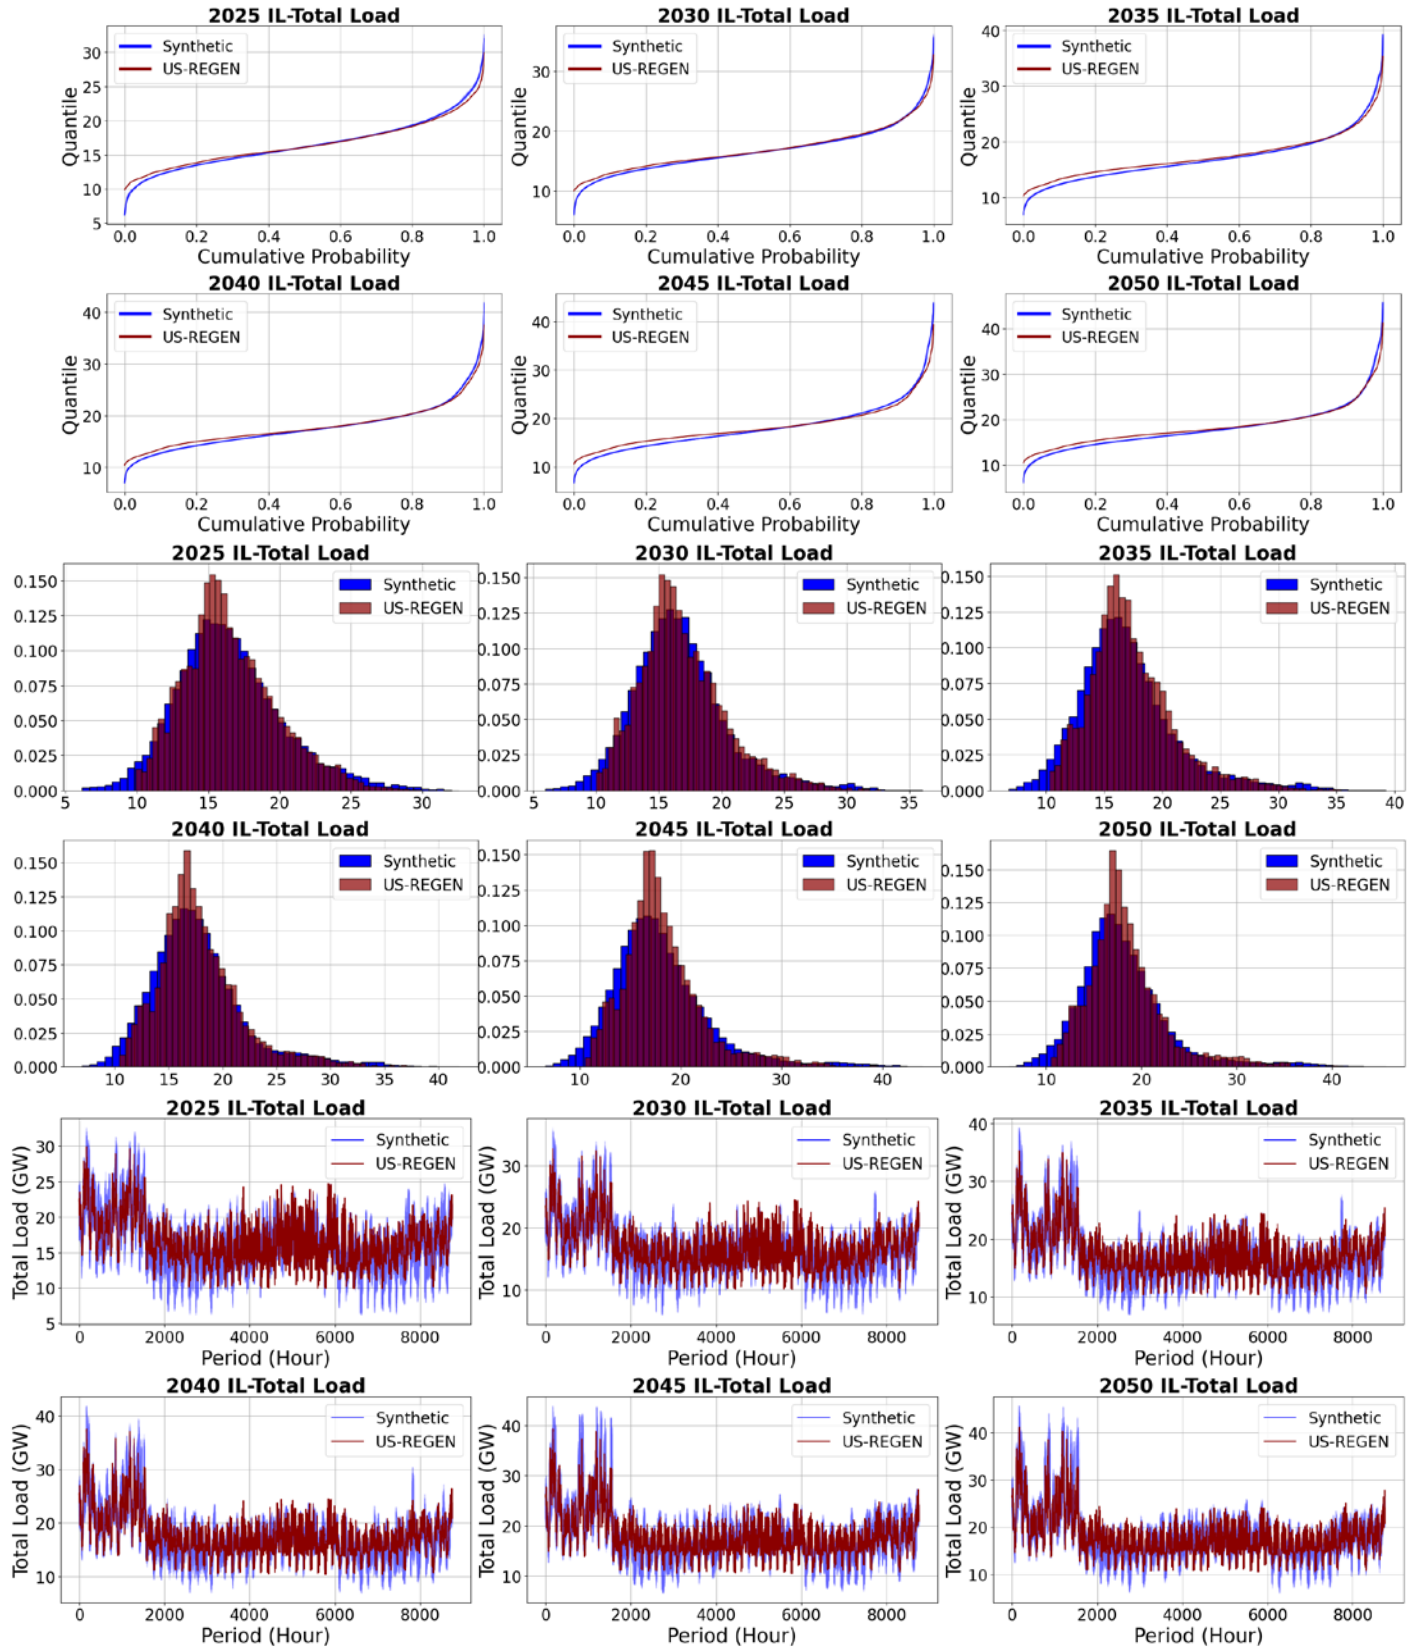 2025 IL-Total Load 2030 IL-Total Load 2035 IL-Total Load
Quantile
30
25
20
15
10
5
Synthetic
US-REGEN
0.0 0.2 0.4 0.6 0.8 1.0
Cumulative Probability
30
20
10
Synthetic
US-REGEN
0.0 0.2 0.4 0.6 0.8 1.0
Cumulative Probability
Quantile
40
30
20
10
Synthetic
US-REGEN
0.0 0.2 0.4 0.6 0.8 1.0
Cumulative Probability
2040 IL-Total Load 2045 IL-Total Load 2050 IL-Total Load
Quantile
40
30
20
10
Synthetic
US-REGEN
0.0 0.2 0.4 0.6 0.8 1.0
Cumulative Probability
40
30
20
10
Synthetic
US-REGEN
0.0 0.2 0.4 0.6 0.8 1.0
Cumulative Probability
Quantile
40
30
20
10
Synthetic
US-REGEN
0.0 0.2 0.4 0.6 0.8 1.0
Cumulative Probability
2025 IL-Total Load 2030 IL-Total Load 2035 IL-Total Load
0.150
0.125
0.100
0.075
0.050
0.025
0.000
Synthetic
US-REGEN
5 10 15 20 25 30
0.150
0.125
0.100
0.075
0.050
0.025
0.000
Synthetic
US-REGEN
5 10 15 20 25 30 35
0.150
0.125
0.100
0.075
0.050
0.025
0.000
Synthetic
US-REGEN
10 15 20 25 30 35 40
2040 IL-Total Load 2045 IL-Total Load 2050 IL-Total Load
0.150
0.125
0.100
0.075
0.050
0.025
0.000
Synthetic
US-REGEN
10 15 20 25 30 35 40
0.150
0.125
0.100
0.075
0.050
0.025
0.000
Synthetic
US-REGEN
10 20 30 40
0.150
0.125
0.100
0.075
0.050
0.025
0.000
Synthetic
US-REGEN
10 20 30 40
2025 IL-Total Load 2030 IL-Total Load 2035 IL-Total Load
Total Load (GW)
30
25
20
15
10
5
Synthetic
US-REGEN
0 2000 4000 6000 8000
Period (Hour)
Total Load (GW)
30
20
10
Synthetic
US-REGEN
0 2000 4000 6000 8000
Period (Hour)
Total Load (GW)
40
30
20
10
Synthetic
US-REGEN
0 2000 4000 6000 8000
Period (Hour)
2040 IL-Total Load 2045 IL-Total Load 2050 IL-Total Load
Total Load (GW)
40
30
20
10
Synthetic
US-REGEN
0 2000 4000 6000 8000
Period (Hour)
Total Load (GW)
40
30
20
10
Synthetic
US-REGEN
0 2000 4000 6000 8000
Period (Hour)
Total Load (GW)
40
30
20
10
Synthetic
US-REGEN
0 2000 4000 6000 8000
Period (Hour)